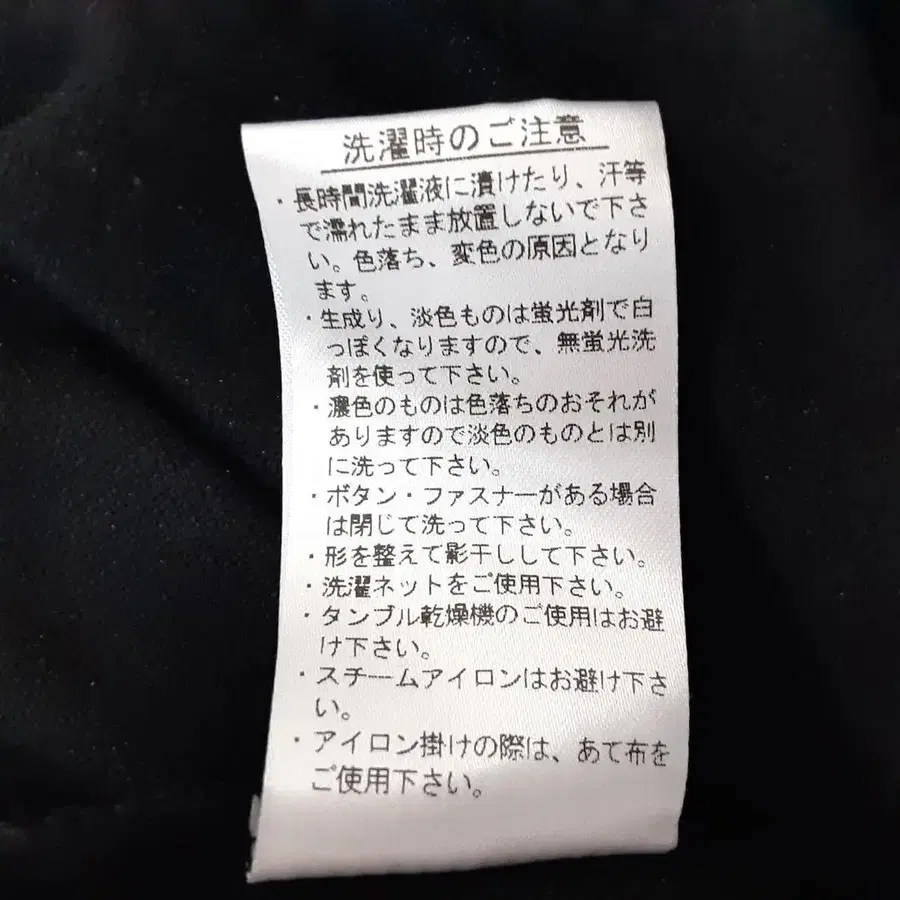 洗濯時のご注意
・長時間洗濯液に漬けたり、汗等
で濡れたまま放置しないで下さ
い。色落ち、変色の原因となり
ます。
・生成り、淡色ものは蛍光剤で白
っぽくなりますので、無蛍光洗
剤を使って下さい。
・濃色のものは色落ちのおそれが
ありますので淡色のものとは別
に洗って下さい。
・ボタン・ファスナーがある場合
は閉じて洗って下さい。
・形を整えて影干しして下さい。
・洗濯ネットをご使用下さい。
・タンブル乾燥機のご使用はお避
け下さい。
・スチームアイロンはお避け下さ
い。
・アイロン掛けの際は、あて布を
ご使用下さい。